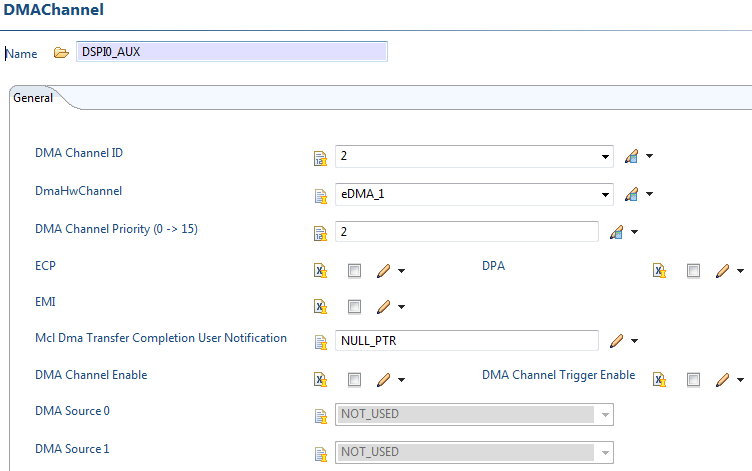 DMAChannel
Name DSPI0_AUX
General
DMA Channel ID 2
DmaHwChannel eDMA_1
DMA Channel Priority (0 -> 15) 2
ECP DPA
EMI
Mcl Dma Transfer Completion User Notification NULL_PTR
DMA Channel Enable DMA Channel Trigger Enable
DMA Source 0 NOT_USED
DMA Source 1 NOT_USED